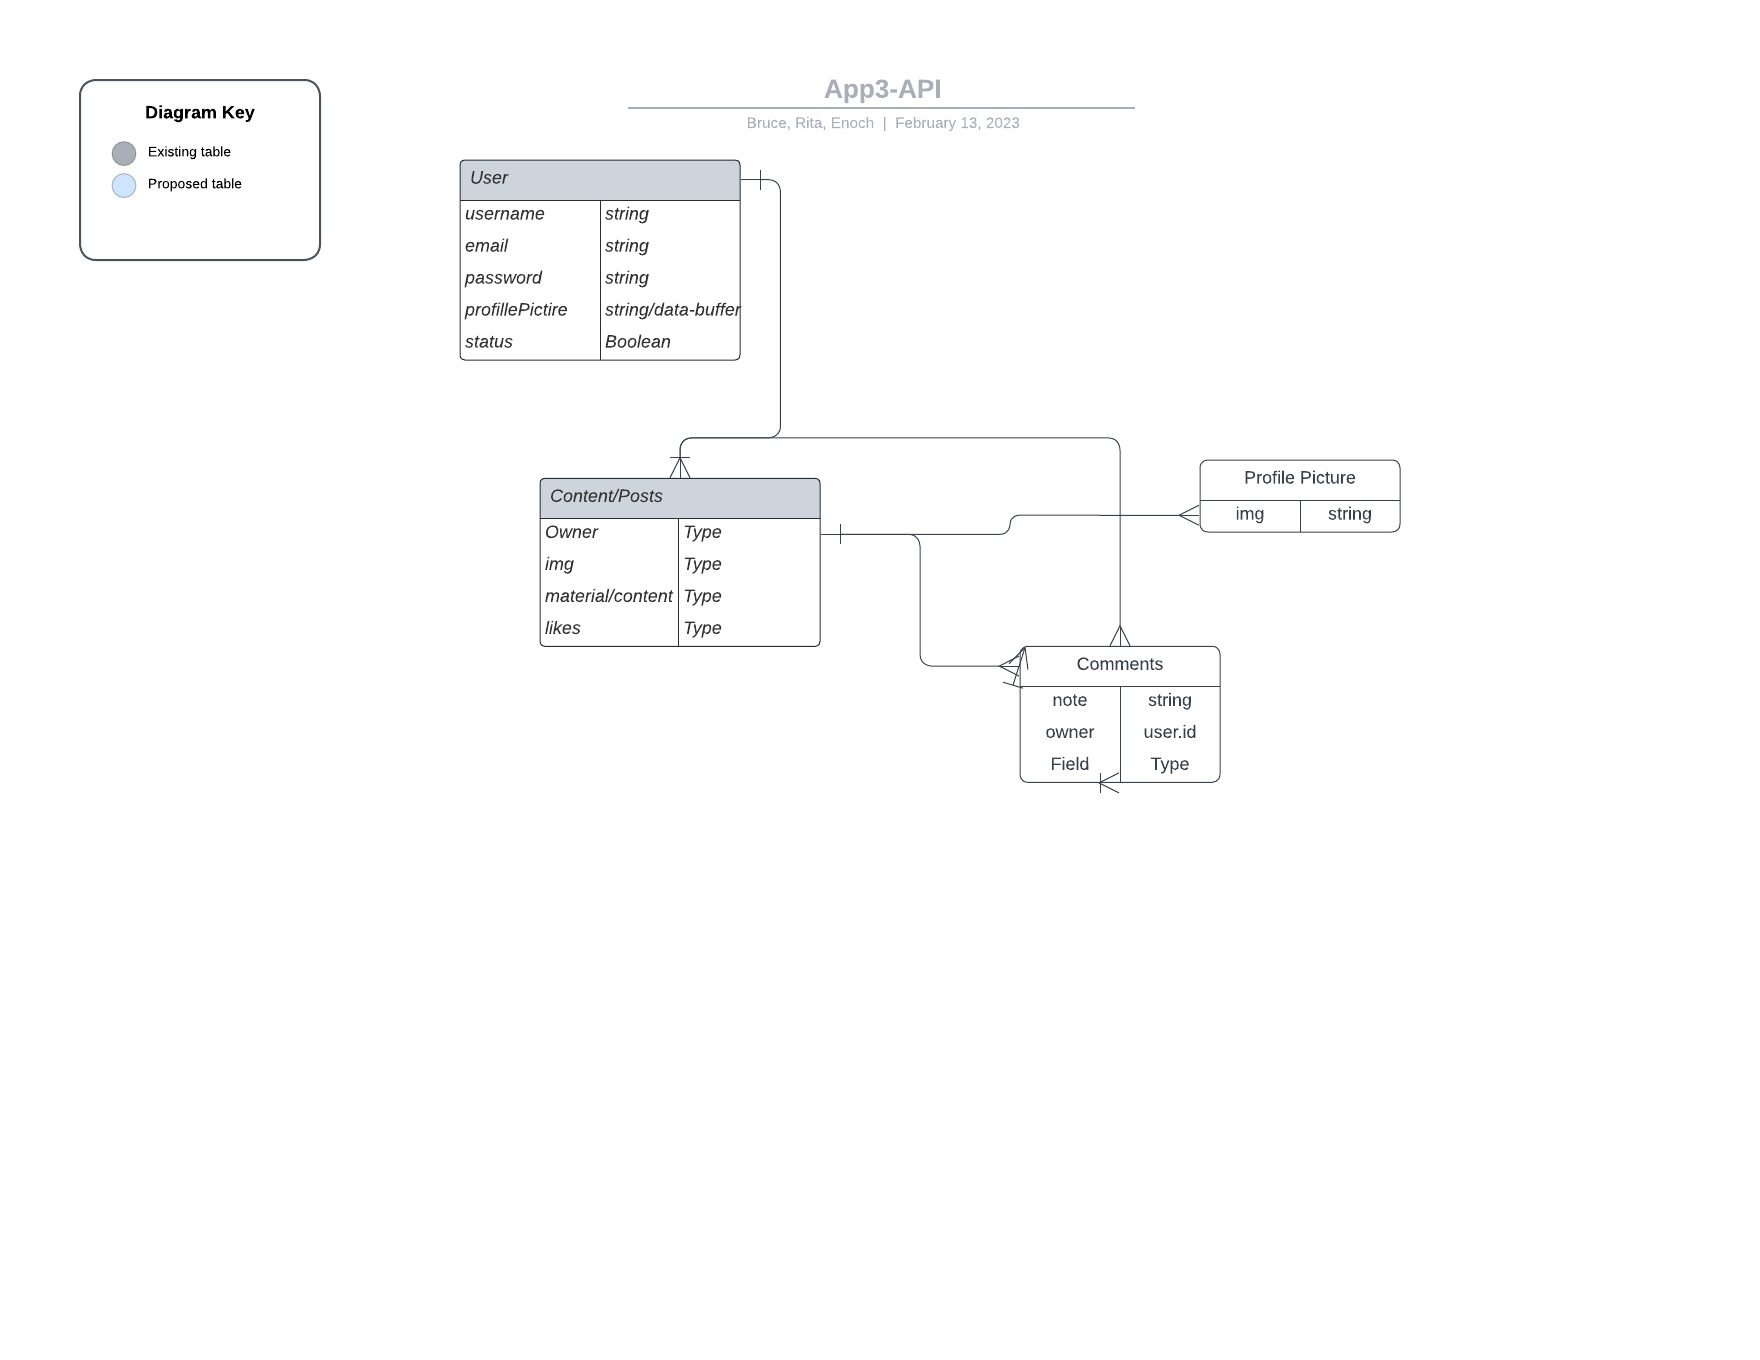 App3-API
Bruce, Rita, Enoch | February 13, 2023
Diagram Key
Existing table
Proposed table
User
username string
email string
password string
profillePictire string/data-buffer
status Boolean
Content/Posts
Owner Type
img Type
material/content Type
likes Type
Profile Picture
img string
Comments
note string
owner user.id
Field Type